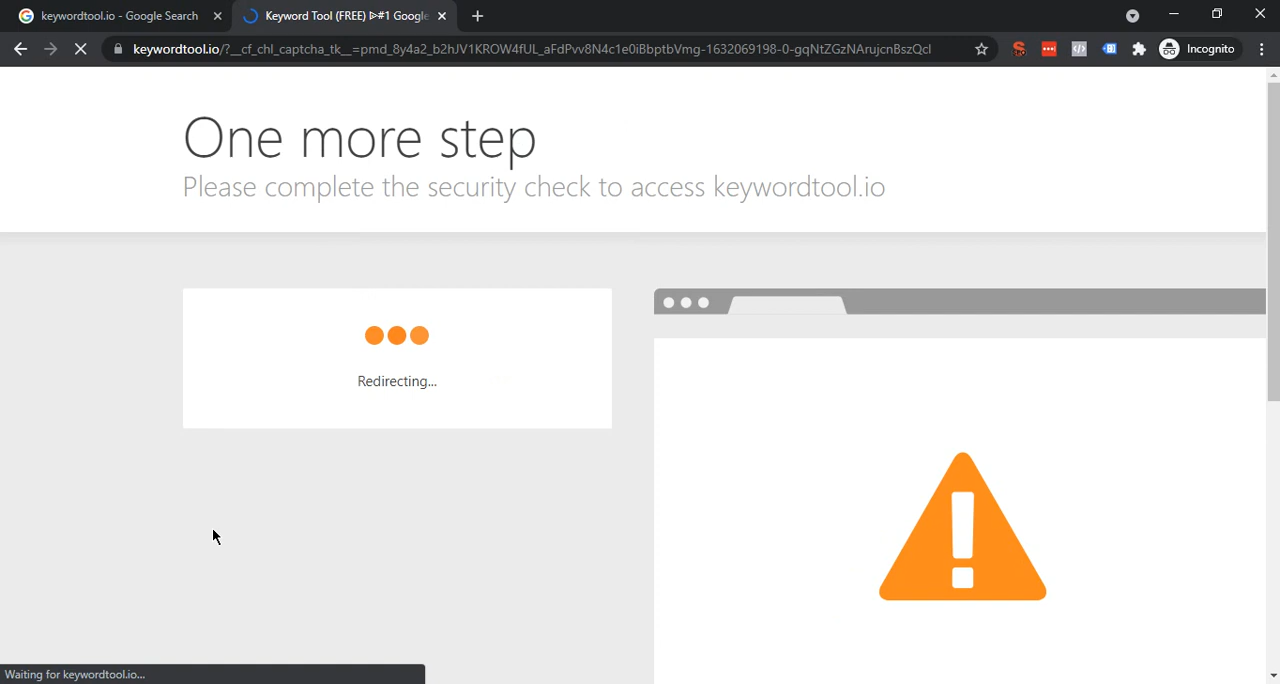 keywordtool.io - Google Search
Keyword Tool (FREE) ᐈ#1 Google
keywordtool.io/?__cf_chl_captcha_tk__=pmd_8y4a2_b2hJV1KROW4fUL_aFdPvv8N4c1e0iBbptbVmg-1632069198-0-gqNtZGzNArujcnBszQcl
Incognito
One more step
Please complete the security check to access keywordtool.io
Redirecting...
Waiting for keywordtool.io...